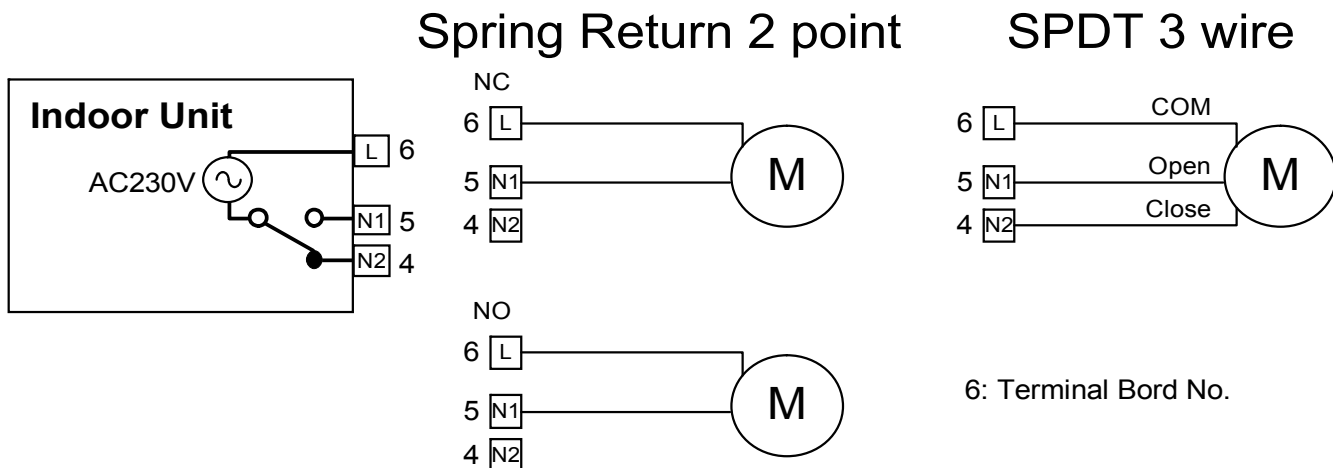 Spring Return 2 point
SPDT 3 wire
Indoor Unit
AC230V
L 6
N1 5
N2 4
NC
6 L
5 N1
4 N2
M
NO
6 L
5 N1
4 N2
M
6 L COM
5 N1 Open
4 N2 Close
M
6: Terminal Bord No.